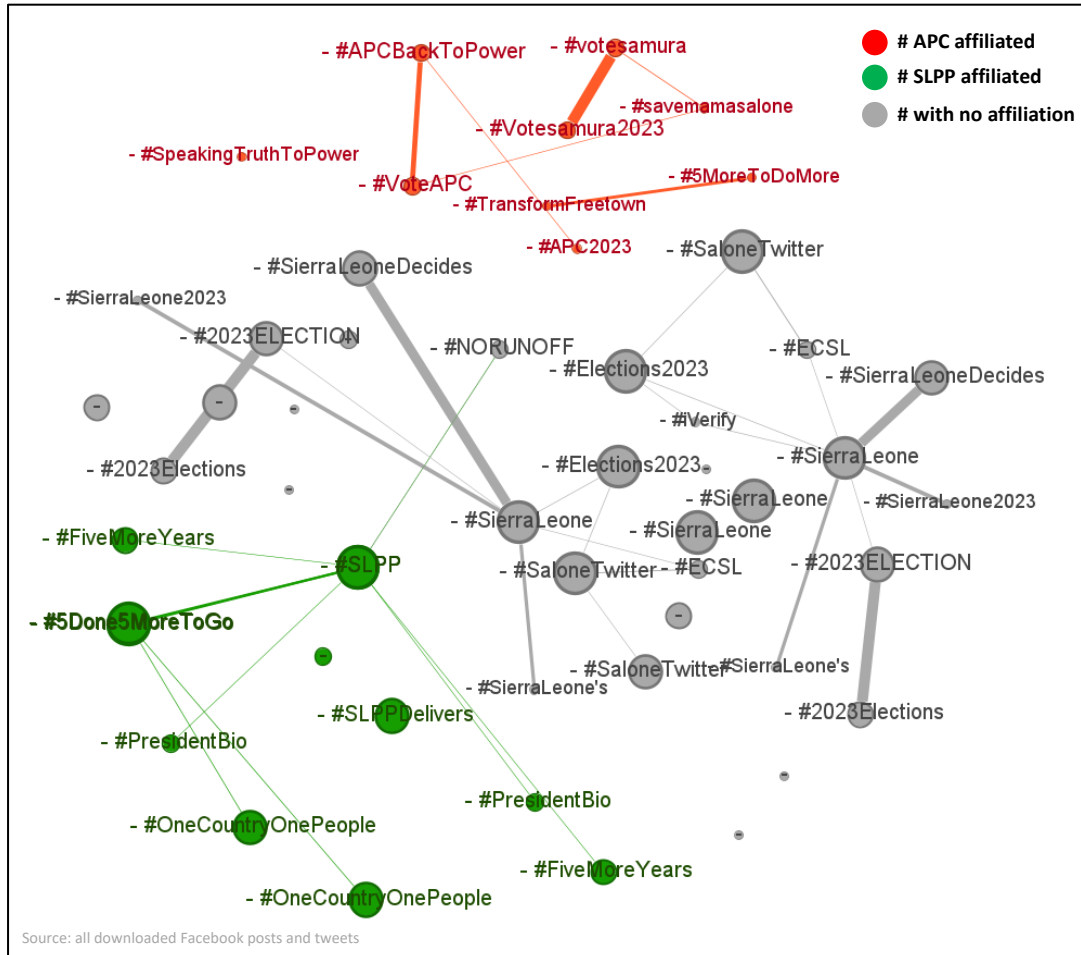 - #APCBackToPower
- #votesamura
# APC affiliated
# SLPP affiliated
# with no affiliation
- #savemamasalone
- #Votesamura2023
- #SpeakingTruthToPower
- #VoteAPC
- #5MoreToDoMore
- #TransformFreetown
- #APC2023
- #SaloneTwitter
- #SierraLeoneDecides
- #SierraLeone2023
- #2023ELECTION
- #NORUNOFF
- #ECSL
- #Elections2023
- #SierraLeoneDecides
- #iVerify
- #SierraLeone
- #2023Elections
- #Elections2023
- #SierraLeone
- #SierraLeone2023
- #SierraLeone
- #SierraLeone
- #FiveMoreYears
- #SLPP
- #SaloneTwitter
- #ECSL
- #2023ELECTION
- #5Done5MoreToGo
- #SaloneTwitter
- #SierraLeone's
- #SierraLeone's
- #SLPPDelivers
- #2023Elections
- #PresidentBio
- #PresidentBio
- #OneCountryOnePeople
- #FiveMoreYears
- #OneCountryOnePeople
Source: all downloaded Facebook posts and tweets